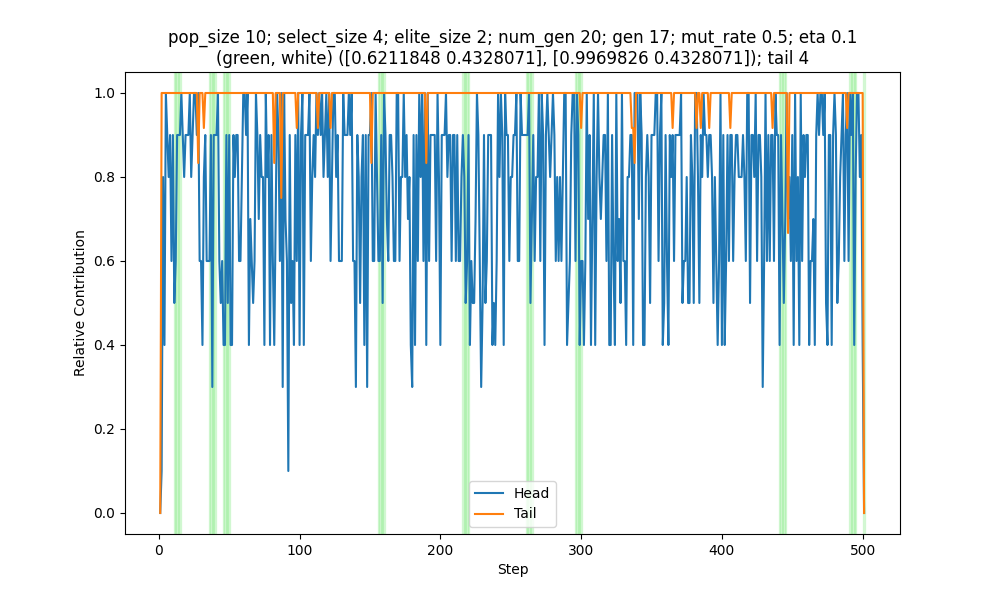 pop_size 10; select_size 4; elite_size 2; num_gen 20; gen 17; mut_rate 0.5; eta 0.1
(green, white) ([0.6211848 0.4328071], [0.9969826 0.4328071]); tail 4
1.0
0.8
0.6
0.4
0.2
0.0
Relative Contribution
Head
Tail
0
100
200
300
400
500
Step